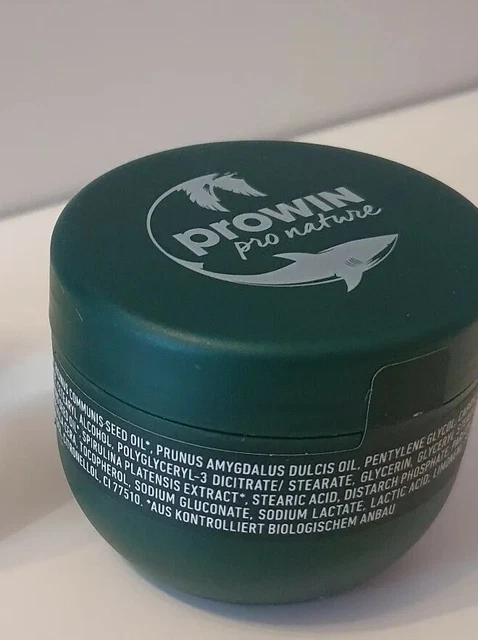 proWIN
pro nature
COMMUNIS SEED OIL*, PRUNUS AMYGDALUS DULCIS OIL, PENTYLENE GLYCOL,
ALCOHOL, POLYGLYCERYL-3 DICITRATE/ STEARATE, GLYCERIN,
SPIRULINA PLATENSIS EXTRACT*, STEARIC ACID, DISTARCH PHOSPHATE,
TOCOPHEROL, SODIUM GLUCONATE, SODIUM LACTATE, LACTIC ACID,
CI 77510. *AUS KONTROLLIERT BIOLOGISCHEM ANBAU